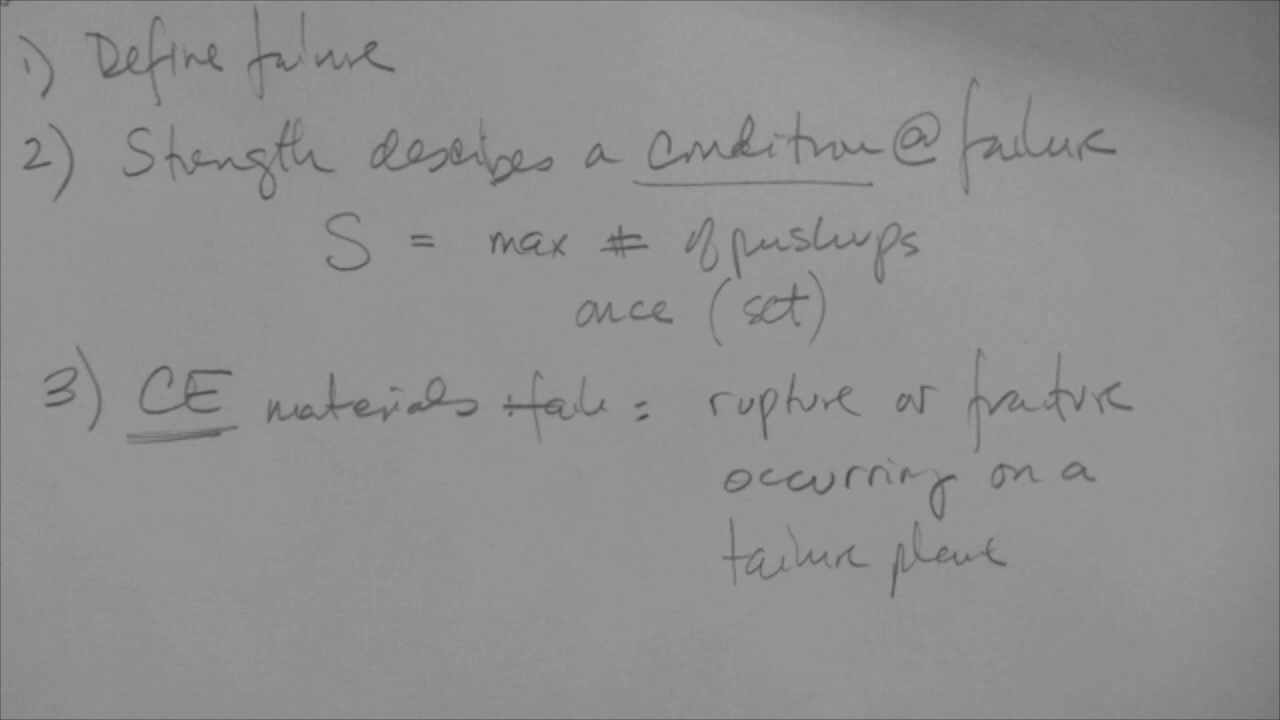 1) Define failure
2) Strength describes a condition @ failure
S = max # of pushups
once (set)
3) CE materials fail = rupture or fracture
occurring on a
failure plane